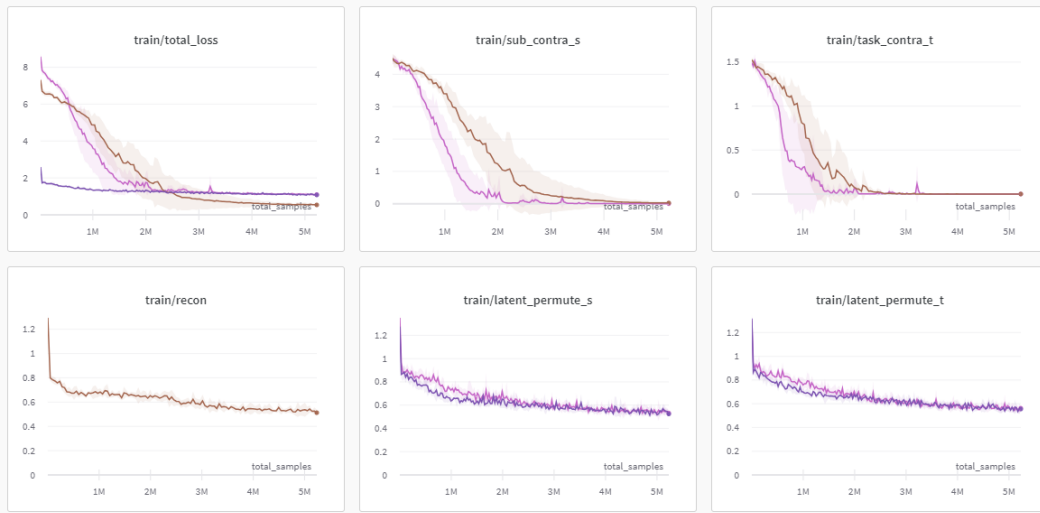 train/total_loss
8
6
4
2
0
total_samples
1M
2M
3M
4M
5M
train/sub_contra_s
4
3
2
1
0
total_samples
1M
2M
3M
4M
5M
train/task_contra_t
1.5
1
0.5
0
total_samples
1M
2M
3M
4M
5M
train/recon
1.2
1
0.8
0.6
0.4
0.2
0
total_samples
1M
2M
3M
4M
5M
train/latent_permute_s
1.2
1
0.8
0.6
0.4
0.2
0
total_samples
1M
2M
3M
4M
5M
train/latent_permute_t
1.2
1
0.8
0.6
0.4
0.2
0
total_samples
1M
2M
3M
4M
5M